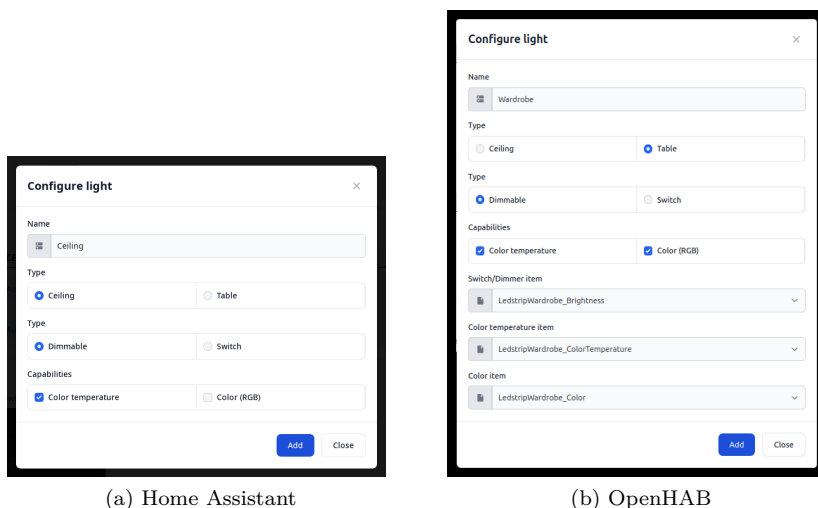 Configure light
Name
Ceiling
Type
Ceiling Table
Type
Dimmable Switch
Capabilities
Color temperature Color (RGB)
Add Close
(a) Home Assistant
Configure light
Name
Wardrobe
Type
Ceiling Table
Type
Dimmable Switch
Capabilities
Color temperature Color (RGB)
Switch/Dimmer item
LedstripWardrobe_Brightness
Color temperature item
LedstripWardrobe_ColorTemperature
Color item
LedstripWardrobe_Color
Add Close
(b) OpenHAB